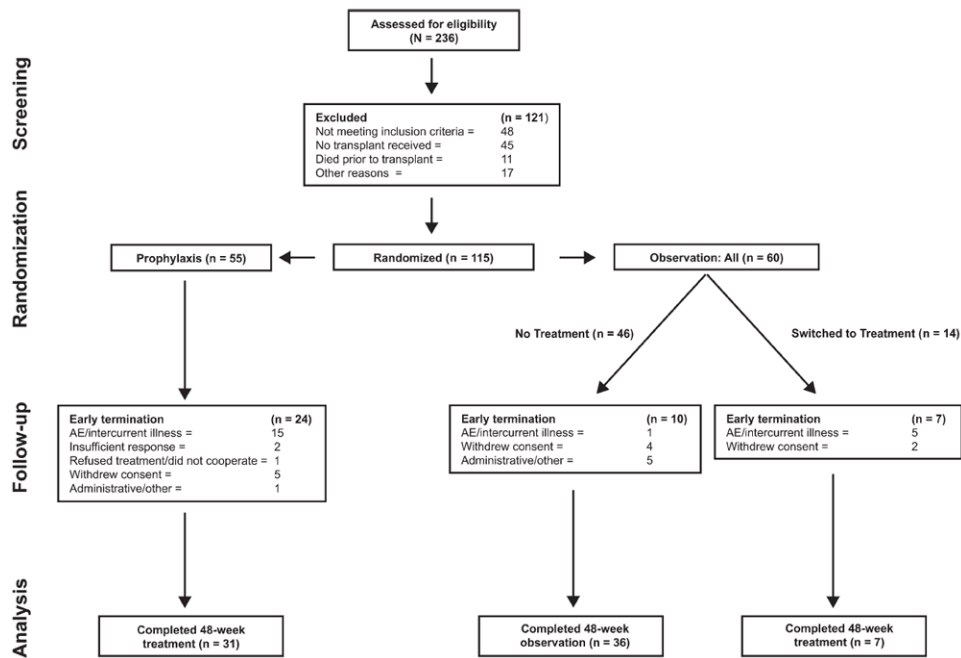 Screening
Assessed for eligibility
(N = 236)
Excluded (n = 121)
Not meeting inclusion criteria = 48
No transplant received = 45
Died prior to transplant = 11
Other reasons = 17
Randomization
Prophylaxis (n = 55)
Randomized (n = 115)
Observation: All (n = 60)
No Treatment (n = 46)
Switched to Treatment (n = 14)
Follow-up
Early termination (n = 24)
AE/intercurrent illness = 15
Insufficient response = 2
Refused treatment/did not cooperate = 1
Withdrew consent = 5
Administrative/other = 1
Early termination (n = 10)
AE/intercurrent illness = 1
Withdrew consent = 4
Administrative/other = 5
Early termination (n = 7)
AE/intercurrent illness = 5
Withdrew consent = 2
Analysis
Completed 48-week
treatment (n = 31)
Completed 48-week
observation (n = 36)
Completed 48-week
treatment (n = 7)